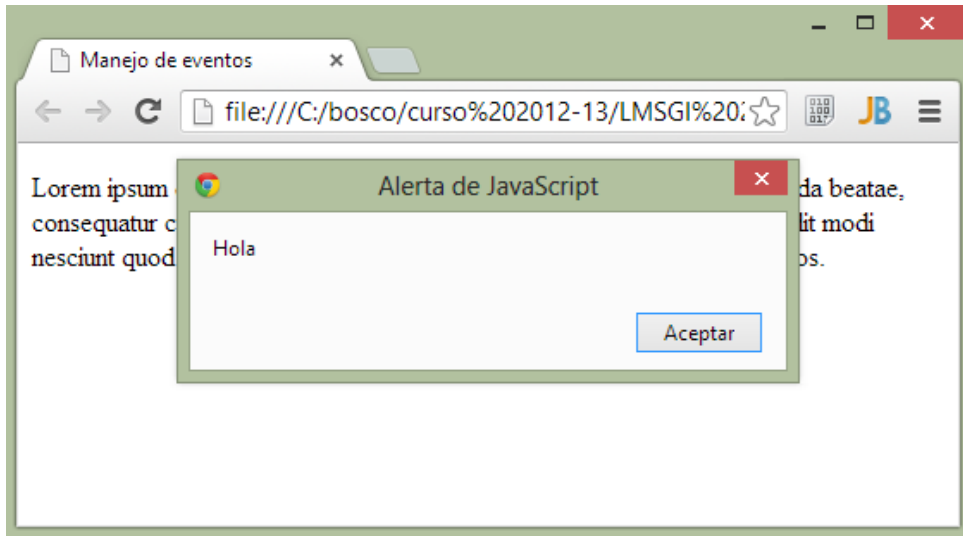 Manejo de eventos
file:///C:/bosco/curso%202012-13/LMSGI%20
JB
Alerta de JavaScript
Hola
Aceptar
Lorem ipsum da beatae,
consequatur c lit modi
nesciunt quod os.